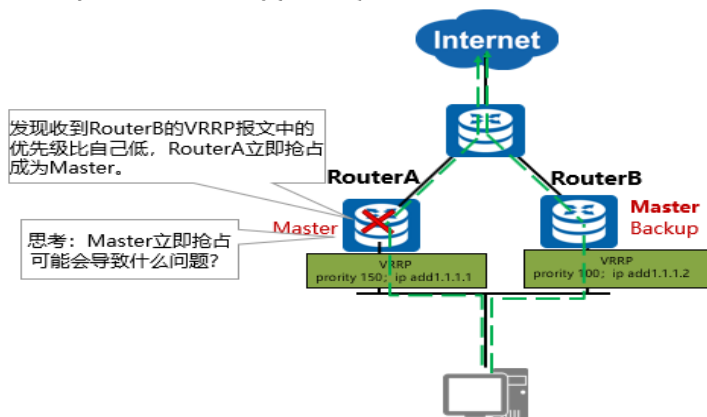 Internet
发现收到RouterB的VRRP报文中的
优先级比自己低，RouterA立即抢占
成为Master。
RouterA
RouterB
思考：Master立即抢占
可能会导致什么问题？
Master
Master
Backup
VRRP
prority 150；ip add1.1.1.1
VRRP
prority 100；ip add1.1.1.2